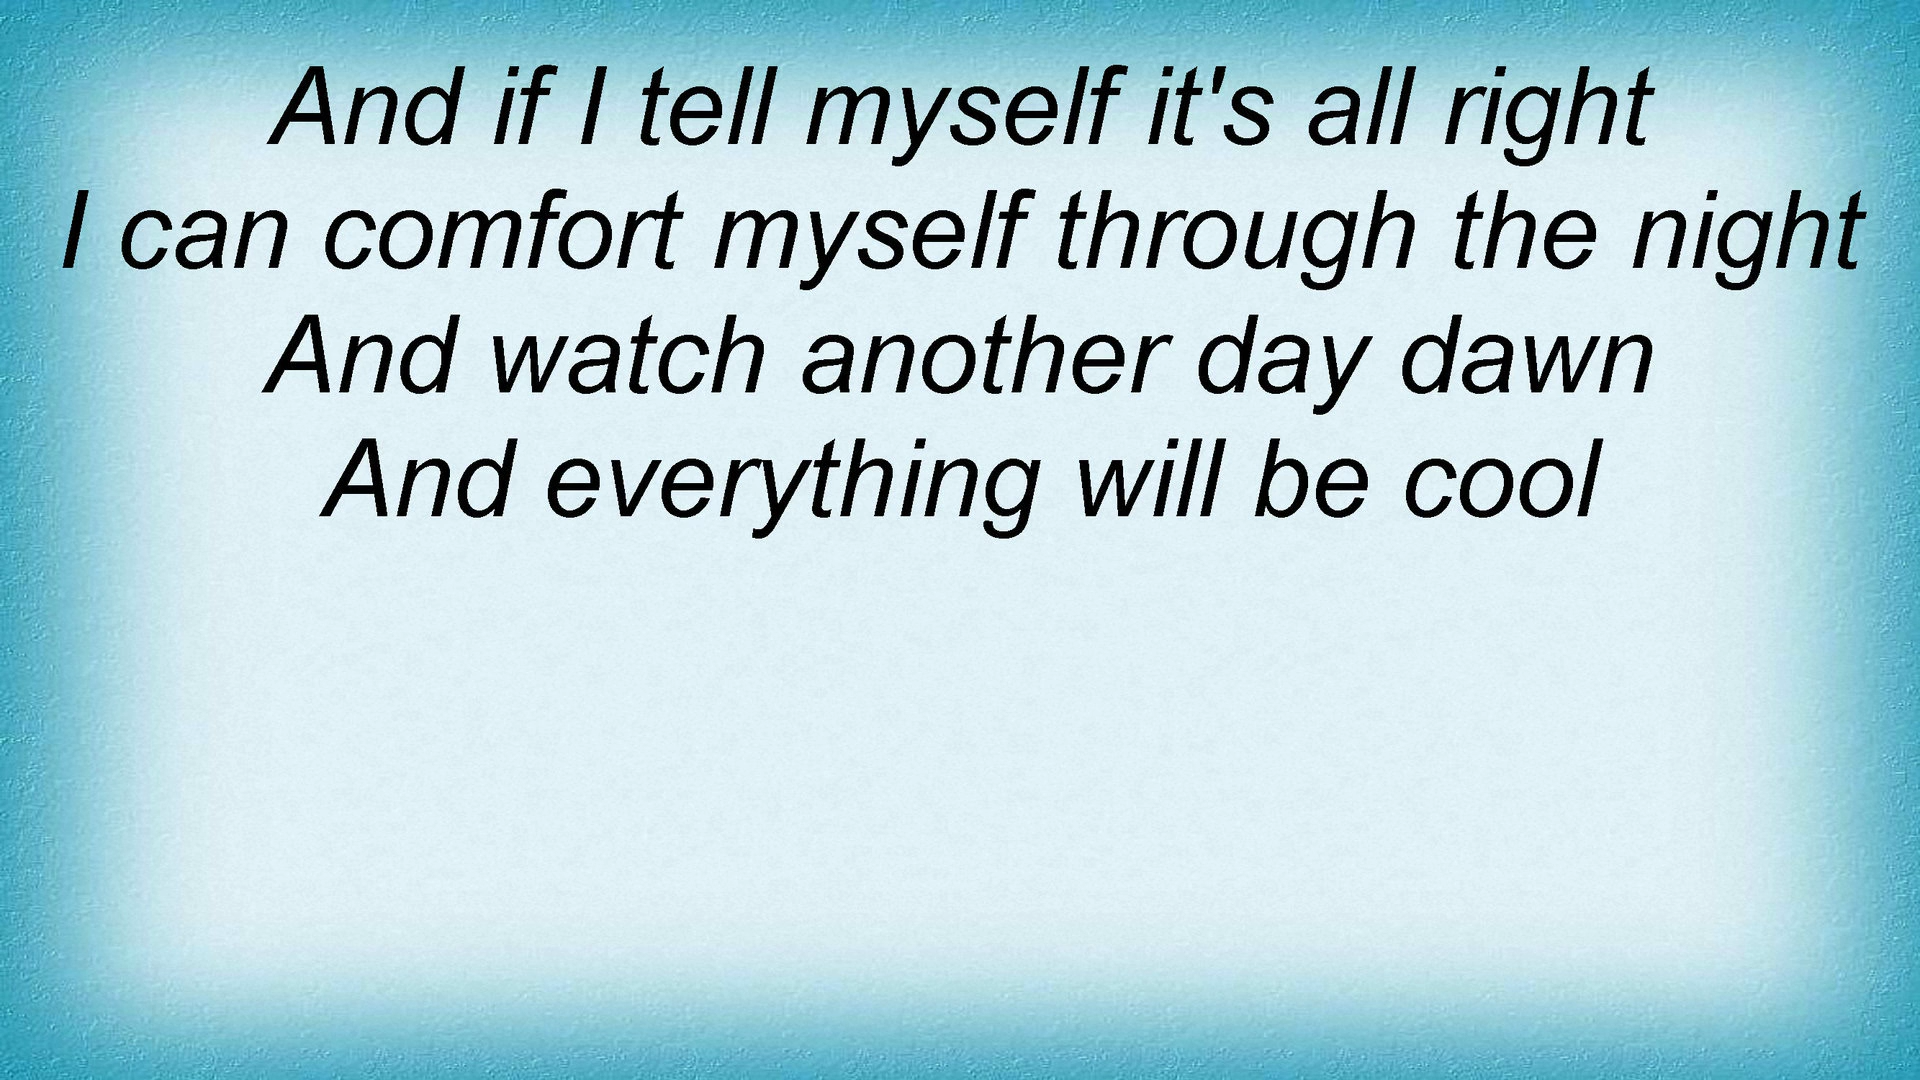 And if I tell myself it's all right
I can comfort myself through the night
And watch another day dawn
And everything will be cool